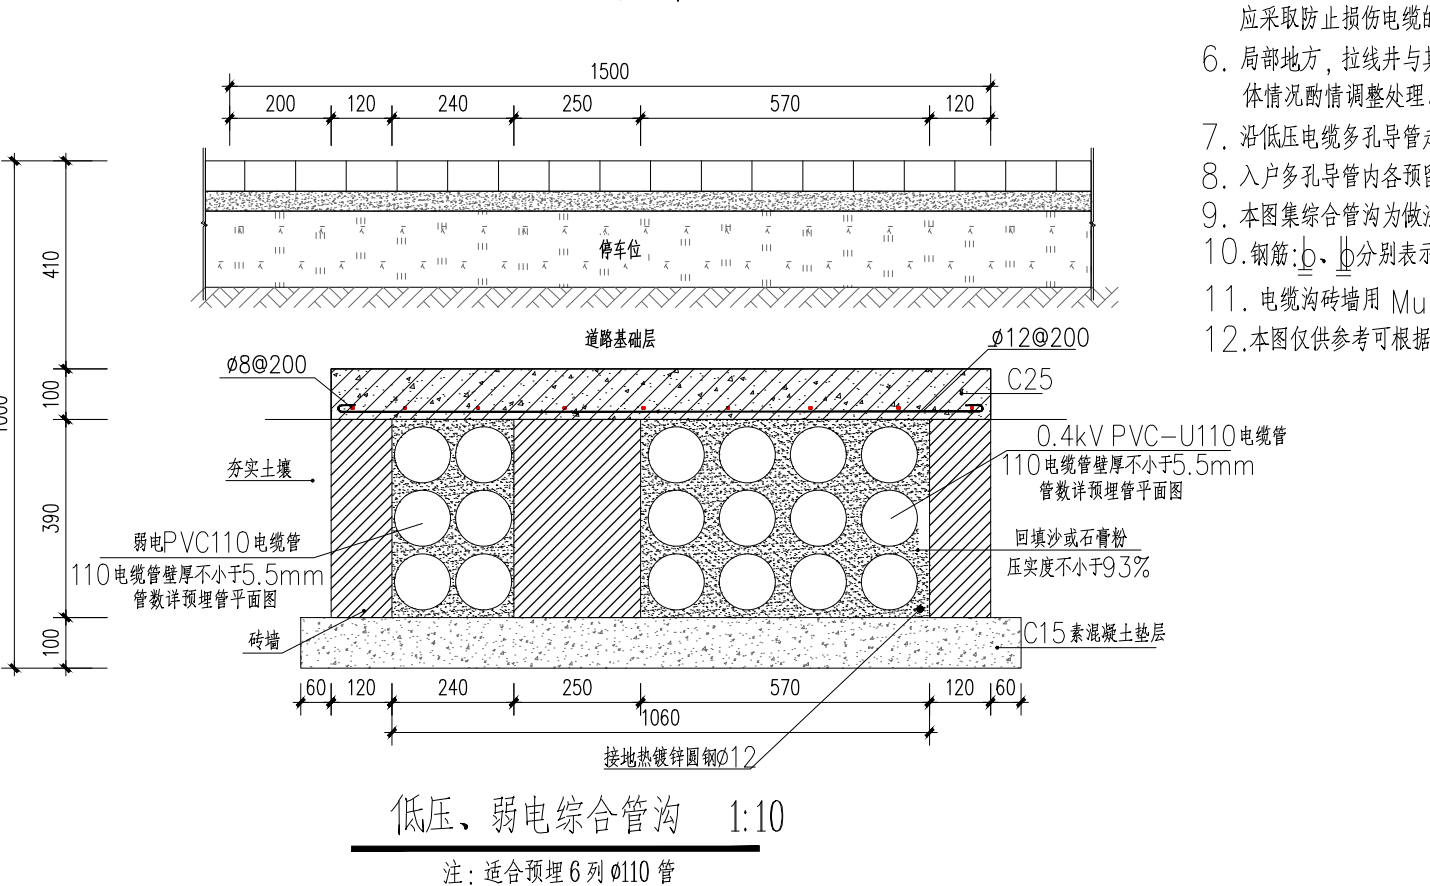 1500
200 120 240 250 570 120
停车位
道路基础层
410
100
390
100
ø8@200
ø12@200
C25
夯实土壤
0.4kV PVC-U110电缆管
110电缆管壁厚不小于5.5mm
管数详预埋管平面图
弱电PVC110电缆管
110电缆管壁厚不小于5.5mm
管数详预埋管平面图
回填沙或石膏粉
压实度不小于93%
砖墙
C15素混凝土垫层
60 120 240 250 570 120 60
1060
接地热镀锌圆钢ø12
低压、弱电综合管沟 1:10
注: 适合预埋 6 列 ø110 管
应采取防止损伤电缆的
6. 局部地方, 拉线井与
体情况酌情调整处理.
7. 沿低压电缆多孔导管
8. 入户多孔导管内各预留
9. 本图集综合管沟为做
10.钢筋:、分别表示
11. 电缆沟砖墙用 Mu
12.本图仅供参考可根据